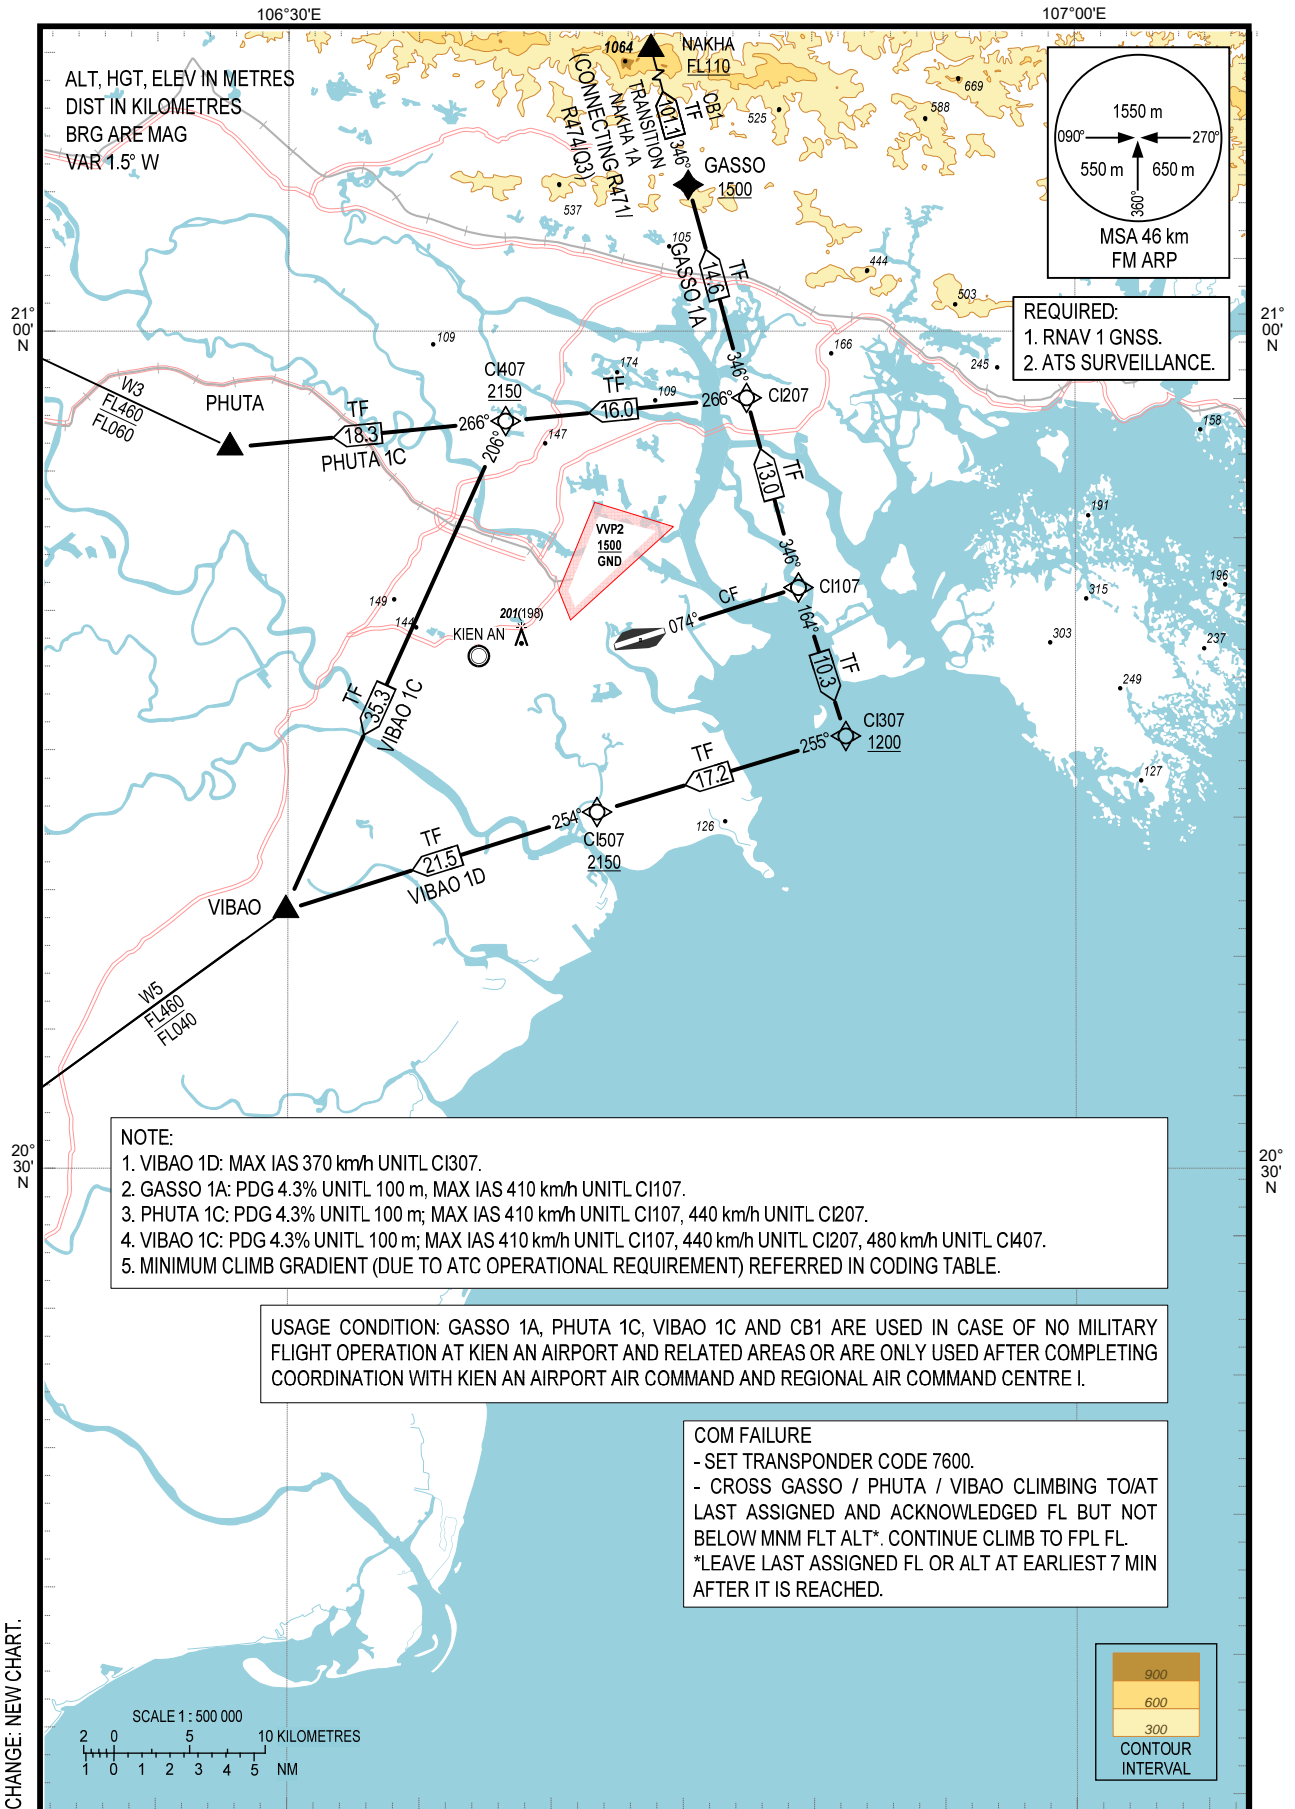 106°30'E
107°00'E
ALT, HGT, ELEV IN METRES
DIST IN KILOMETRES
BRG ARE MAG
VAR 1.5° W
1064
NAKHA
FL110
CB1
TF
101.1
346°
NAKHA 1A
TRANSITION
(CONNECTING R471/
R474/Q3)
525
588
669
537
GASSO
1500
1550 m
090°
270°
550 m
650 m
360°
MSA 46 km
FM ARP
105
GASSO 1A
14.6
TF
444
503
REQUIRED:
1. RNAV 1 GNSS.
2. ATS SURVEILLANCE.
21°
00'
N
21°
00'
N
109
166
245
346°
W3
FL460
FL060
PHUTA
CI407
2150
174
109
TF
16.0
266°
CI207
TF
18.3
266°
206°
PHUTA 1C
147
158
13.0
TF
191
VVP2
1500
GND
346°
196
CI107
315
149
144
201(198)
KIEN AN
CF
074°
164°
303
237
249
TF
10.3
TF
35.3
VIBAO 1C
CI307
1200
255°
TF
17.2
127
126
CI507
2150
254°
TF
21.5
VIBAO 1D
VIBAO
W5
FL460
FL040
20°
30'
N
20°
30'
N
NOTE:
1. VIBAO 1D: MAX IAS 370 km/h UNITL CI307.
2. GASSO 1A: PDG 4.3% UNITL 100 m, MAX IAS 410 km/h UNITL CI107.
3. PHUTA 1C: PDG 4.3% UNITL 100 m; MAX IAS 410 km/h UNITL CI107, 440 km/h UNITL CI207.
4. VIBAO 1C: PDG 4.3% UNITL 100 m; MAX IAS 410 km/h UNITL CI107, 440 km/h UNITL CI207, 480 km/h UNITL CI407.
5. MINIMUM CLIMB GRADIENT (DUE TO ATC OPERATIONAL REQUIREMENT) REFERRED IN CODING TABLE.
USAGE CONDITION: GASSO 1A, PHUTA 1C, VIBAO 1C AND CB1 ARE USED IN CASE OF NO MILITARY
FLIGHT OPERATION AT KIEN AN AIRPORT AND RELATED AREAS OR ARE ONLY USED AFTER COMPLETING
COORDINATION WITH KIEN AN AIRPORT AIR COMMAND AND REGIONAL AIR COMMAND CENTRE I.
COM FAILURE
- SET TRANSPONDER CODE 7600.
- CROSS GASSO / PHUTA / VIBAO CLIMBING TO/AT
LAST ASSIGNED AND ACKNOWLEDGED FL BUT NOT
BELOW MNM FLT ALT*. CONTINUE CLIMB TO FPL FL.
*LEAVE LAST ASSIGNED FL OR ALT AT EARLIEST 7 MIN
AFTER IT IS REACHED.
900
600
300
CONTOUR
INTERVAL
CHANGE: NEW CHART.
SCALE 1 : 500 000
2 0 5 10 KILOMETRES
1 0 1 2 3 4 5 NM